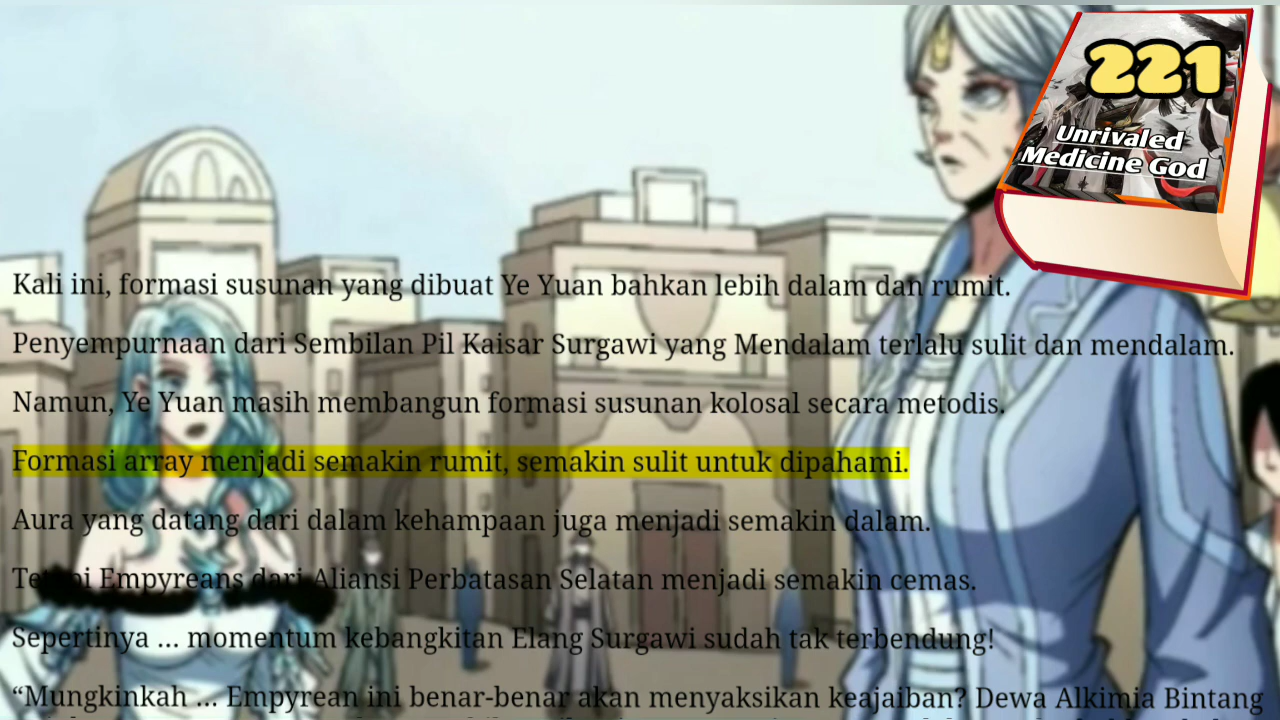 221
Unrivaled
Medicine God
Kali ini, formasi susunan yang dibuat Ye Yuan bahkan lebih dalam dan rumit.
Penyempurnaan dari Sembilan Pil Kaisar Surgawi yang Mendalam terlalu sulit dan mendalam.
Namun, Ye Yuan masih membangun formasi susunan kolosal secara metodis.
Formasi array menjadi semakin rumit, semakin sulit untuk dipahami.
Aura yang datang dari dalam kehampaan juga menjadi semakin dalam.
Tetapi Empyreans dari Aliansi Perbatasan Selatan menjadi semakin cemas.
Sepertinya ... momentum kebangkitan Elang Surgawi sudah tak terbendung!
“Mungkinkah ... Empyrean ini benar-benar akan menyaksikan keajaiban? Dewa Alkimia Bintang